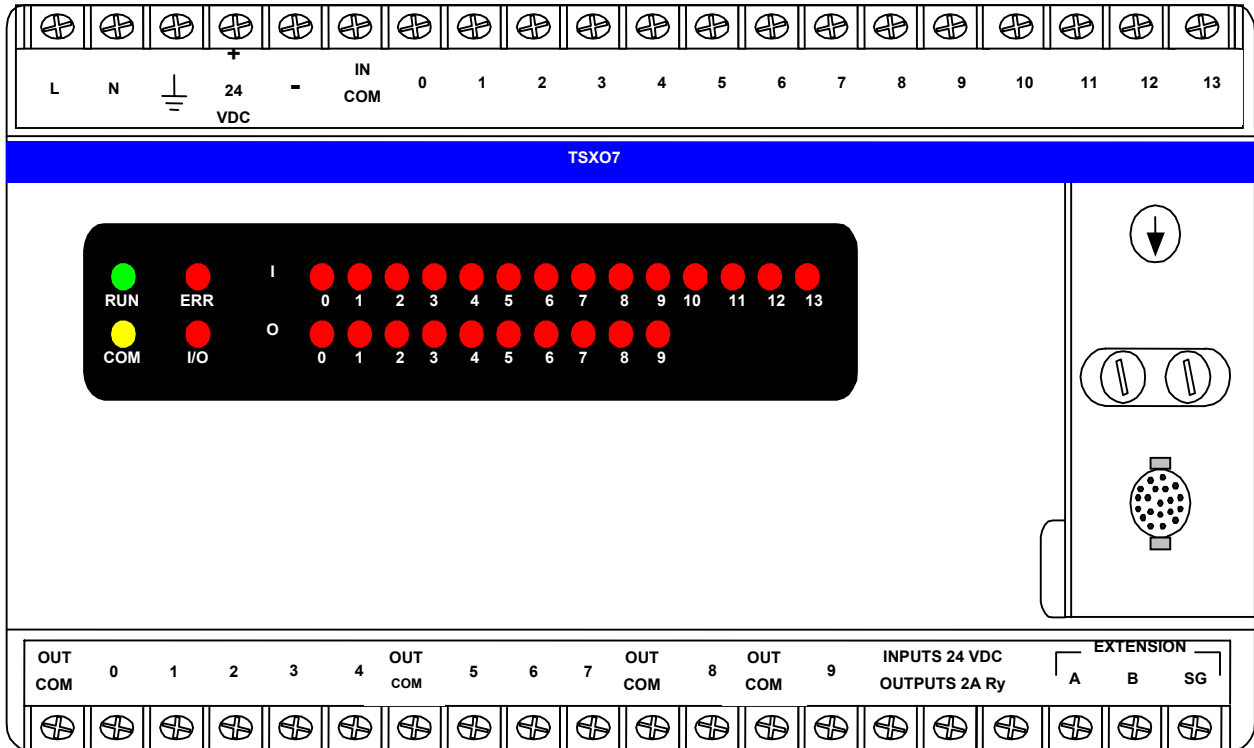 +
L N 24 - IN 0 1 2 3 4 5 6 7 8 9 10 11 12 13
VDC COM
TSXO7
I 0 1 2 3 4 5 6 7 8 9 10 11 12 13
RUN ERR
O 0 1 2 3 4 5 6 7 8 9
COM I/O
OUT OUT OUT OUT INPUTS 24 VDC EXTENSION
COM 0 1 2 3 4 COM 5 6 7 COM 8 COM 9 OUTPUTS 2A Ry A B SG